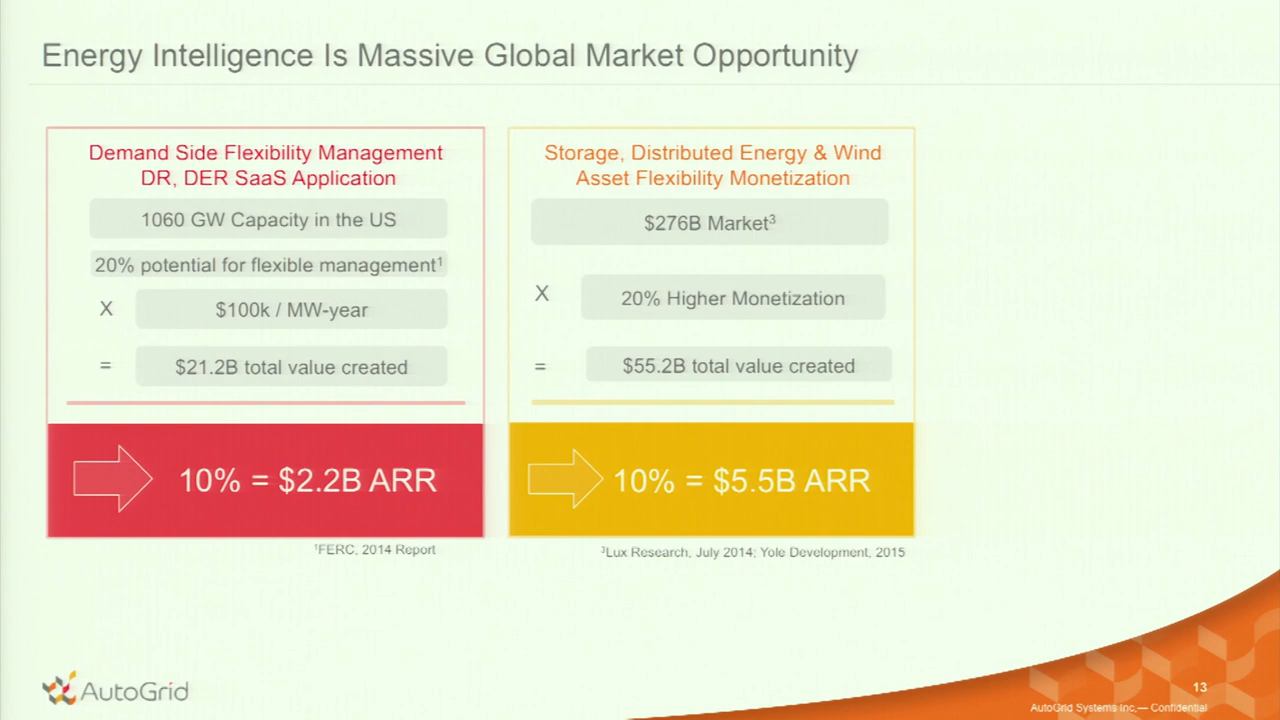 Energy Intelligence Is Massive Global Market Opportunity
Demand Side Flexibility Management
DR, DER SaaS Application
1060 GW Capacity in the US
20% potential for flexible management¹
X
$100k / MW-year
=
$21.2B total value created
10% = $2.2B ARR
¹FERC, 2014 Report
Storage, Distributed Energy & Wind
Asset Flexibility Monetization
$276B Market³
X
20% Higher Monetization
=
$55.2B total value created
10% = $5.5B ARR
³Lux Research, July 2014; Yole Development, 2015
AutoGrid
13
AutoGrid Systems Inc.— Confidential